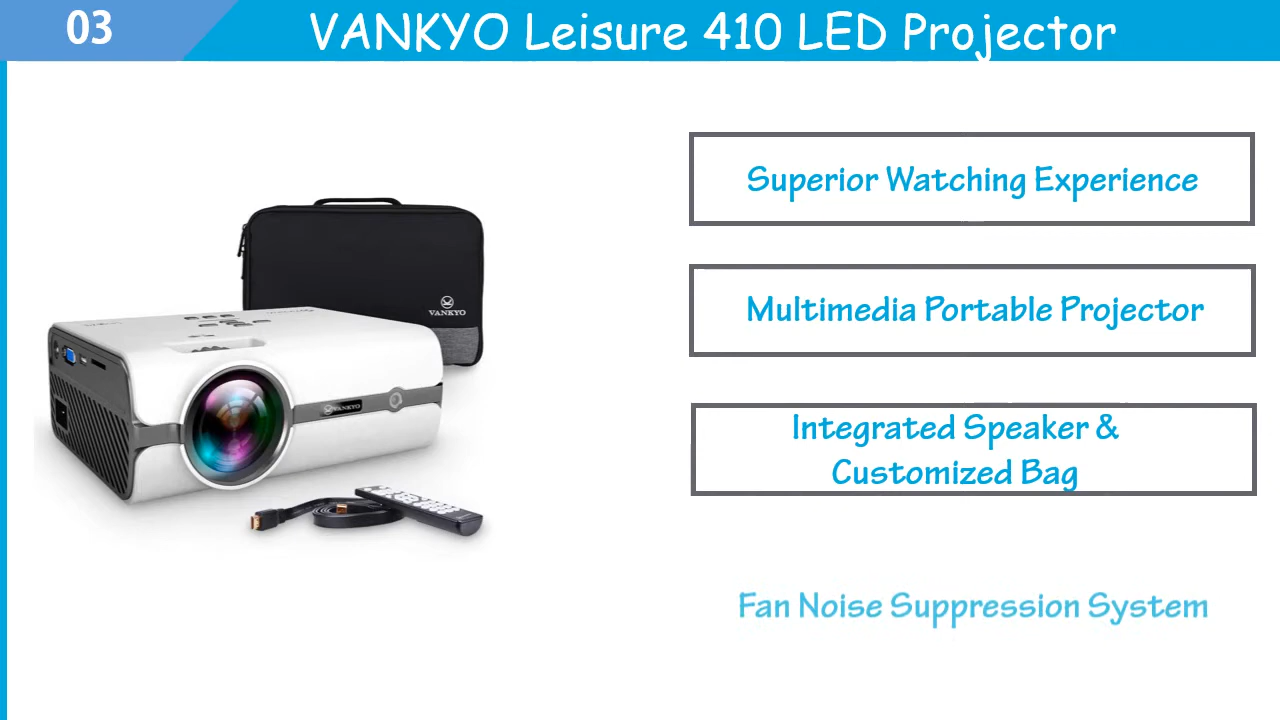 03
VANKYO Leisure 410 LED Projector
Superior Watching Experience
VANKYO
Multimedia Portable Projector
VANKYO
Integrated Speaker &
Customized Bag
Fan Noise Suppression System